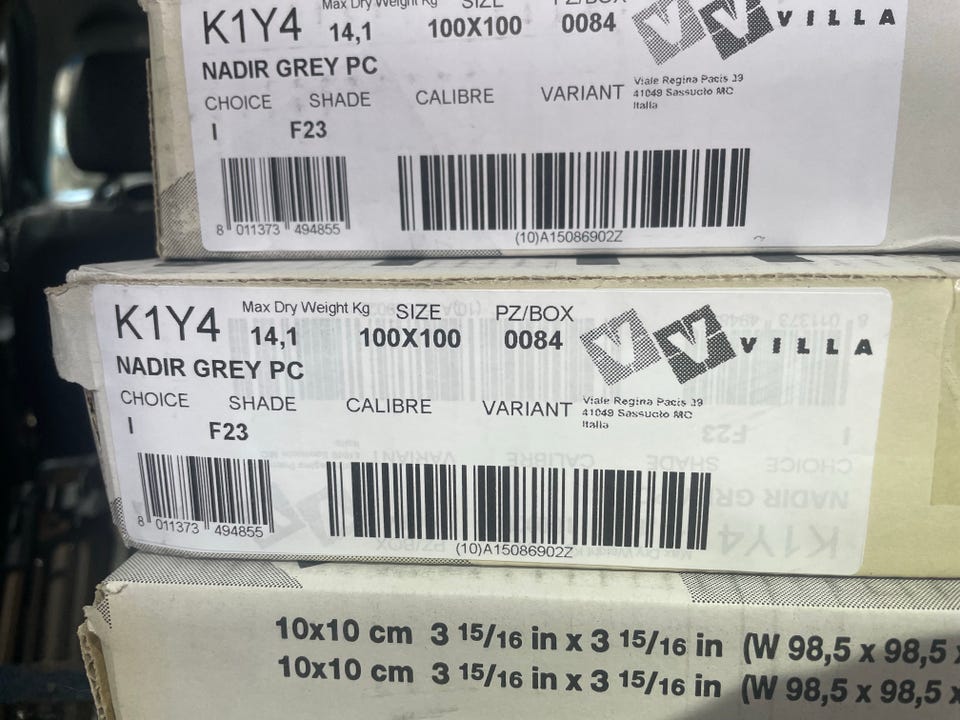 K1Y4 Max Dry Weight Kg SIZE PZ/BOX
14,1 100X100 0084 VILLA
NADIR GREY PC
CHOICE SHADE CALIBRE VARIANT
Viale Regina Pacis 39
41049 Sassuolo MC
Italia
I F23
8 011373 494855
(10)A15086902Z
K1Y4 Max Dry Weight Kg SIZE PZ/BOX
14,1 100X100 0084 VILLA
NADIR GREY PC
CHOICE SHADE CALIBRE VARIANT
Viale Regina Pacis 39
41049 Sassuolo MC
Italia
I F23
8 011373 494855
(10)A15086902Z
10x10 cm 3 15/16 in x 3 15/16 in (W 98,5 x 98,5 x
10x10 cm 3 15/16 in x 3 15/16 in (W 98,5 x 98,5 x